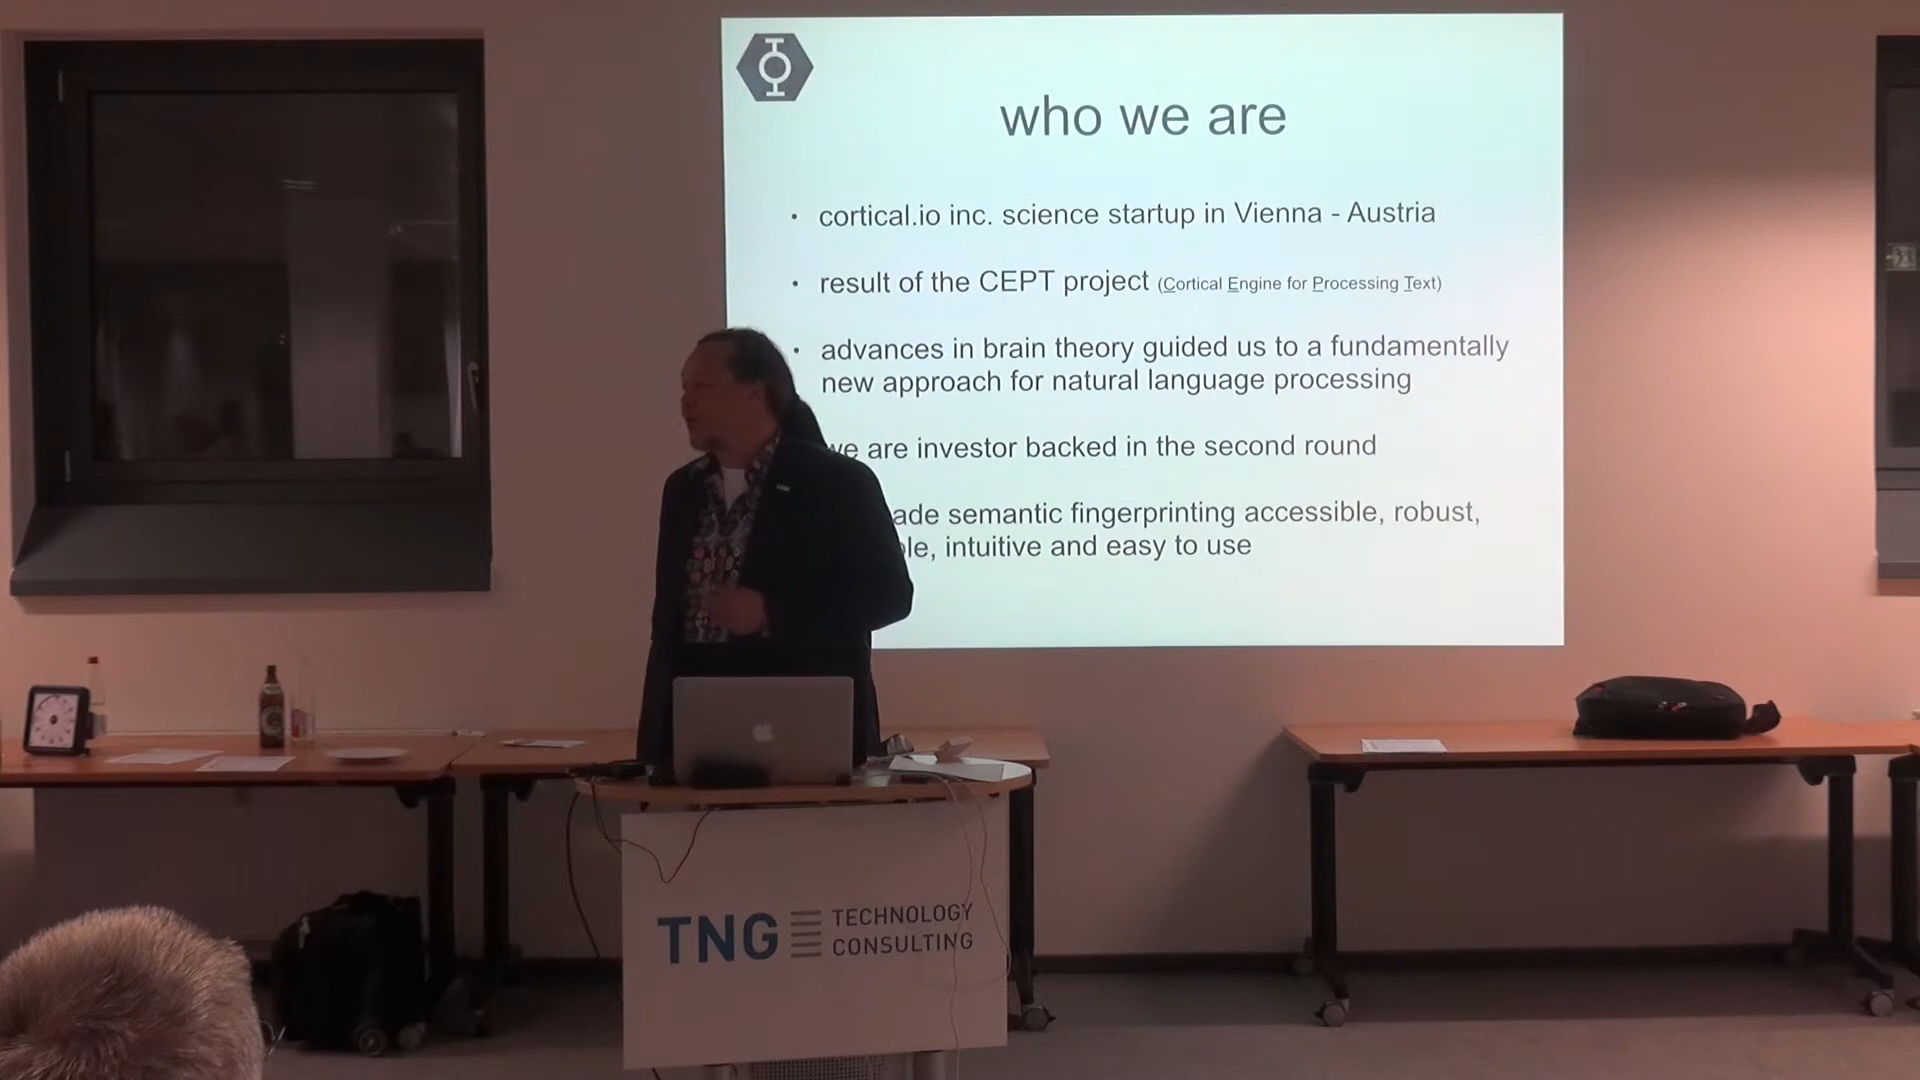 who we are
• cortical.io inc. science startup in Vienna - Austria
• result of the CEPT project (Cortical Engine for Processing Text)
• advances in brain theory guided us to a fundamentally
new approach for natural language processing
are investor backed in the second round
semantic fingerprinting accessible, robust,
intuitive and easy to use
TNG TECHNOLOGY
CONSULTING